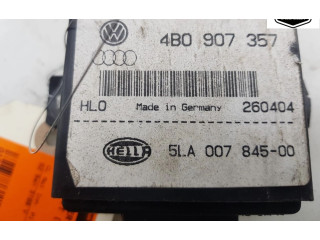 4B0 907 357
HLO Made in Germany 260404
HELLA 5LA 007 845-00